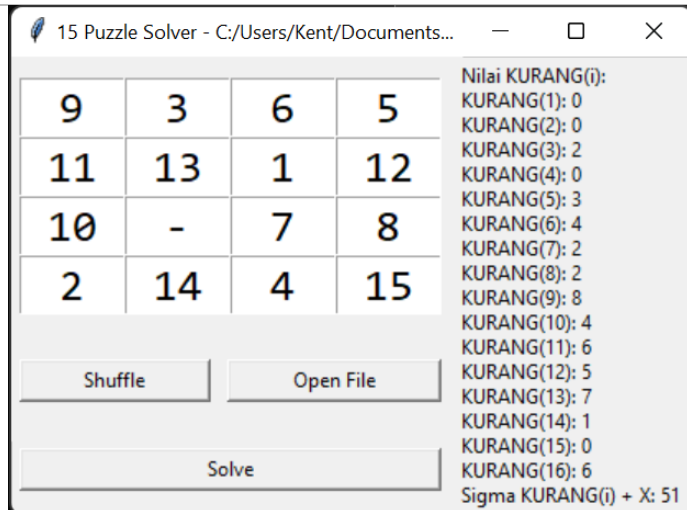 15 Puzzle Solver - C:/Users/Kent/Documents...
9 3 6 5
11 13 1 12
10 - 7 8
2 14 4 15
Shuffle Open File
Solve
Nilai KURANG(i):
KURANG(1): 0
KURANG(2): 0
KURANG(3): 2
KURANG(4): 0
KURANG(5): 3
KURANG(6): 4
KURANG(7): 2
KURANG(8): 2
KURANG(9): 8
KURANG(10): 4
KURANG(11): 6
KURANG(12): 5
KURANG(13): 7
KURANG(14): 1
KURANG(15): 0
KURANG(16): 6
Sigma KURANG(i) + X: 51